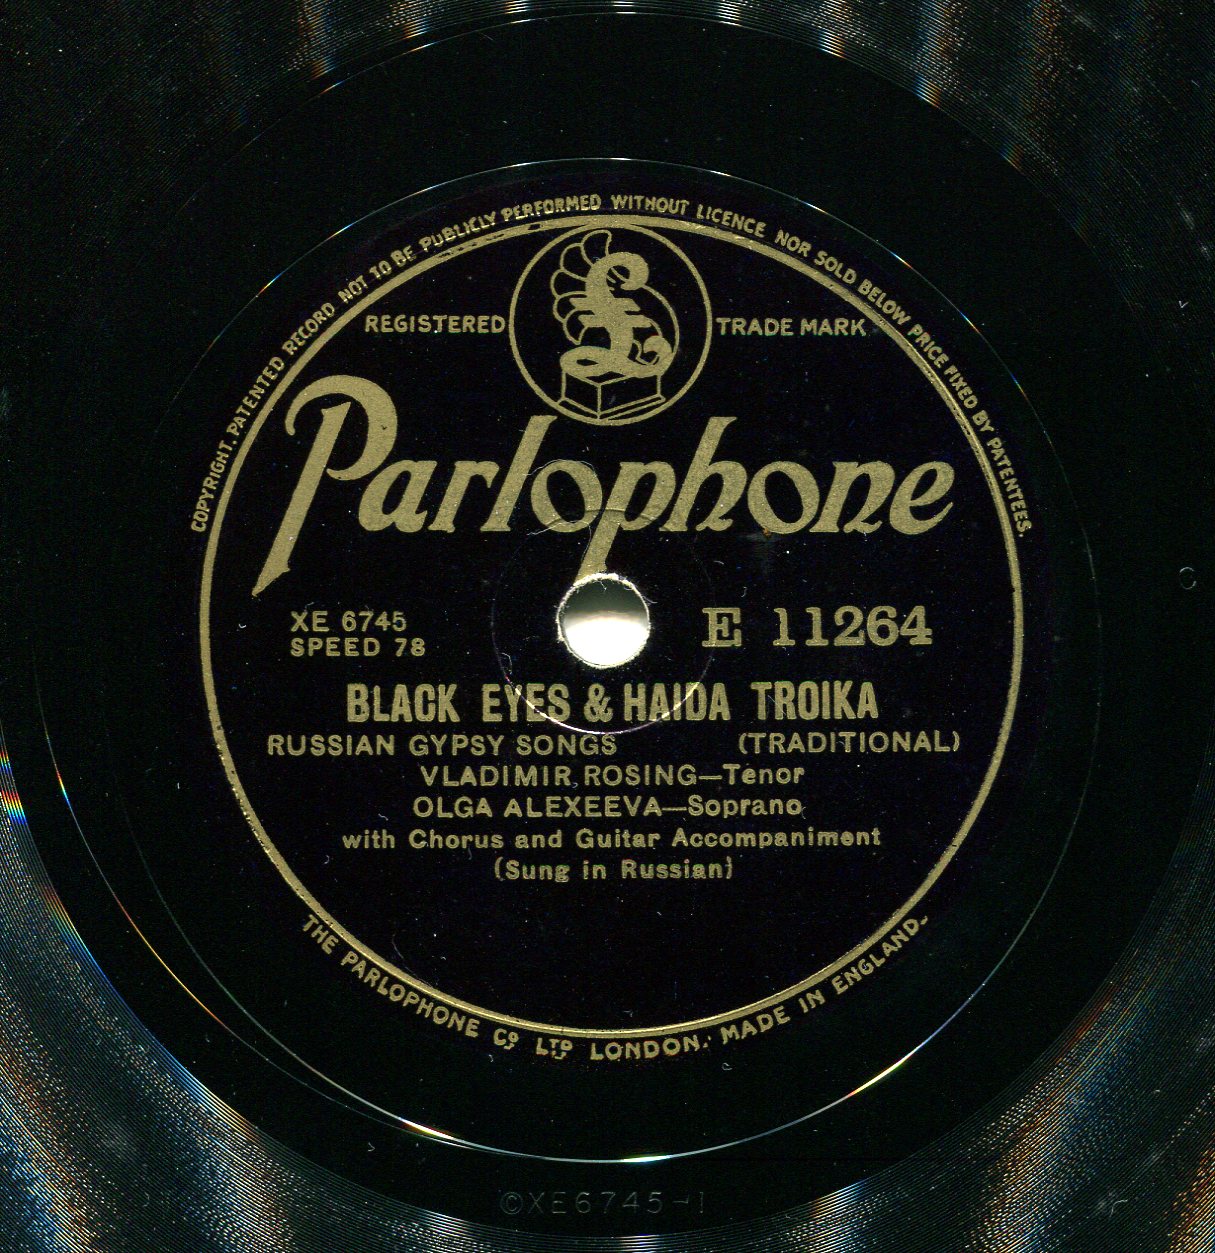 COPYRIGHT. PATENTED RECORD NOT TO BE PUBLICLY PERFORMED WITHOUT LICENCE NOR SOLD BELOW PRICE FIXED BY PATENTEES.
£
REGISTERED TRADE MARK
Parlophone
XE 6745
SPEED 78
E 11264
BLACK EYES & HAIDA TROIKA
RUSSIAN GYPSY SONGS (TRADITIONAL)
VLADIMIR ROSING—Tenor
OLGA ALEXEEVA—Soprano
with Chorus and Guitar Accompaniment
(Sung in Russian)
THE PARLOPHONE CO LTD LONDON. MADE IN ENGLAND.
©XE6745-1